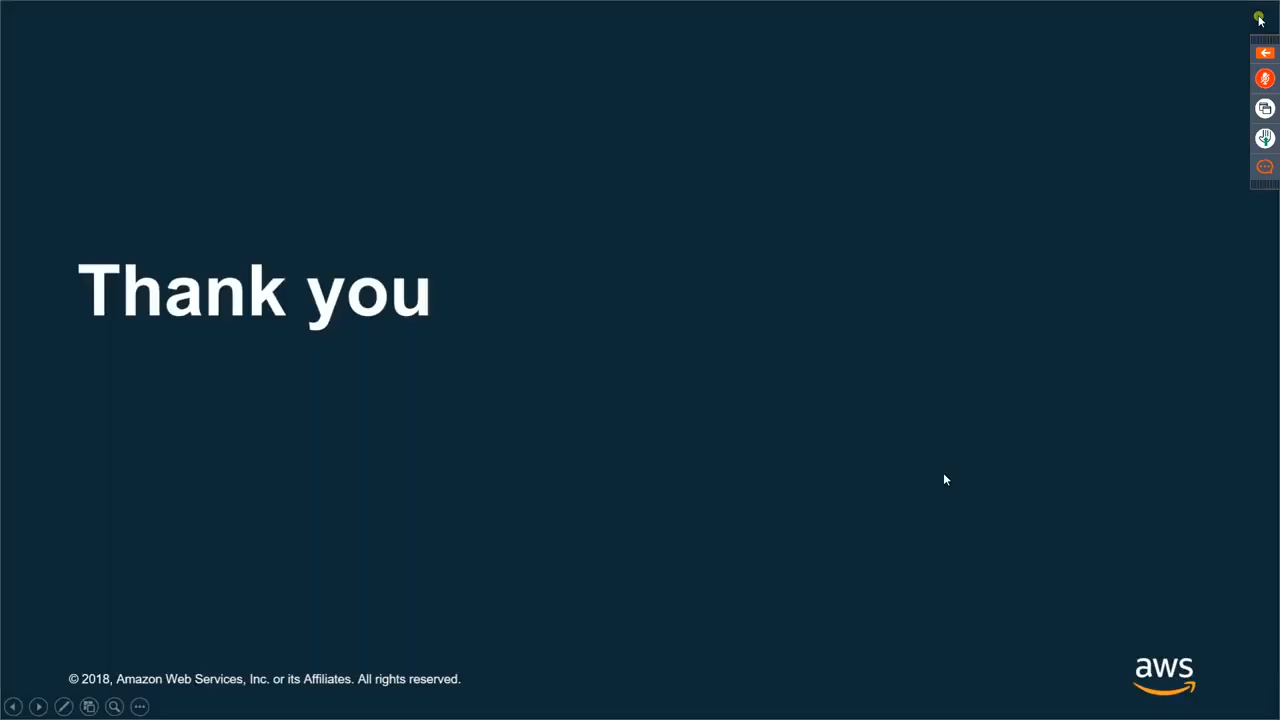 Thank you
© 2018, Amazon Web Services, Inc. or its Affiliates. All rights reserved.
aws